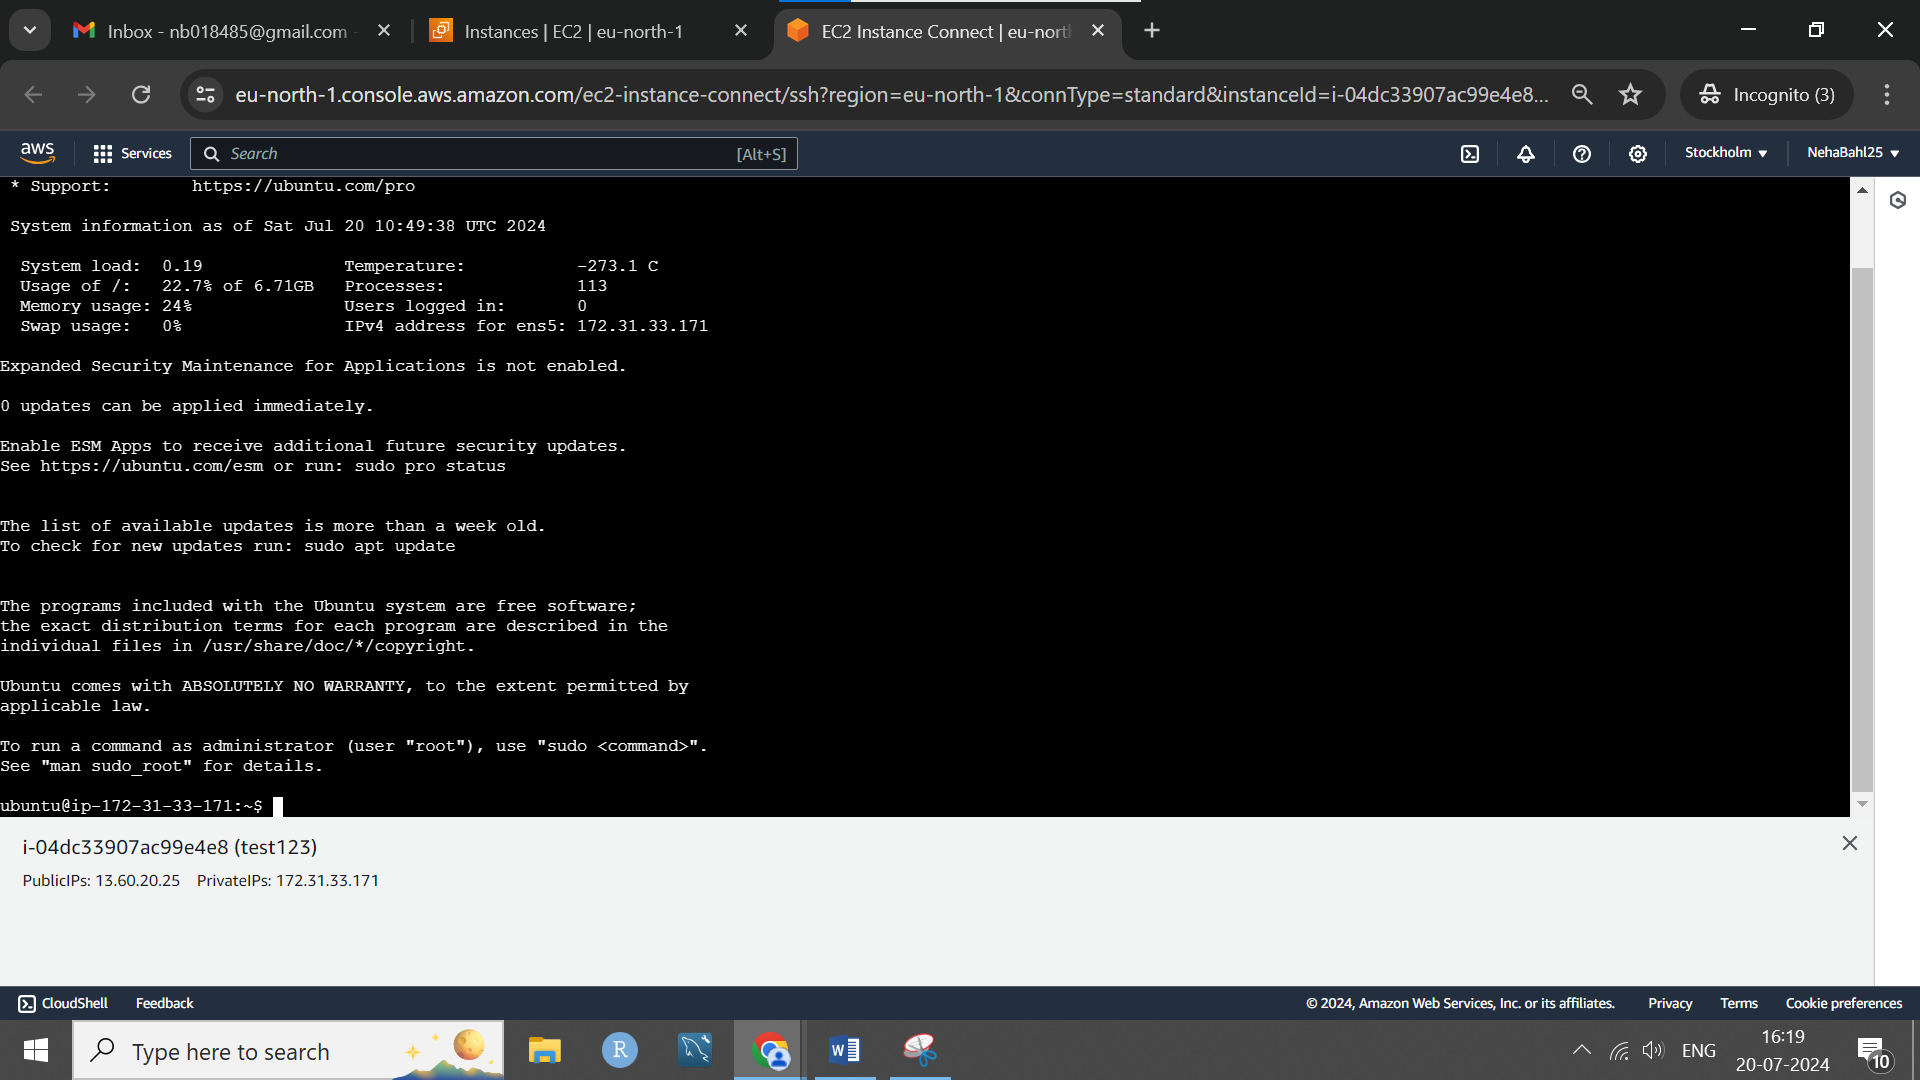 Inbox - nb018485@gmail.com -
Instances | EC2 | eu-north-1
EC2 Instance Connect | eu-nort
eu-north-1.console.aws.amazon.com/ec2-instance-connect/ssh?region=eu-north-1&connType=standard&instanceId=i-04dc33907ac99e4e8...
Incognito (3)
aws
Services
Search
[Alt+S]
Stockholm
NehaBahl25
* Support: https://ubuntu.com/pro
System information as of Sat Jul 20 10:49:38 UTC 2024
System load: 0.19 Temperature: -273.1 C
Usage of /: 22.7% of 6.71GB Processes: 113
Memory usage: 24% Users logged in: 0
Swap usage: 0% IPv4 address for ens5: 172.31.33.171
Expanded Security Maintenance for Applications is not enabled.
0 updates can be applied immediately.
Enable ESM Apps to receive additional future security updates.
See https://ubuntu.com/esm or run: sudo pro status
The list of available updates is more than a week old.
To check for new updates run: sudo apt update
The programs included with the Ubuntu system are free software;
the exact distribution terms for each program are described in the
individual files in /usr/share/doc/*/copyright.
Ubuntu comes with ABSOLUTELY NO WARRANTY, to the extent permitted by
applicable law.
To run a command as administrator (user "root"), use "sudo <command>".
See "man sudo_root" for details.
ubuntu@ip-172-31-33-171:~$
i-04dc33907ac99e4e8 (test123)
PublicIPs: 13.60.20.25 PrivateIPs: 172.31.33.171
CloudShell
Feedback
© 2024, Amazon Web Services, Inc. or its affiliates.
Privacy
Terms
Cookie preferences
Type here to search
R
W
ENG
16:19
20-07-2024
10